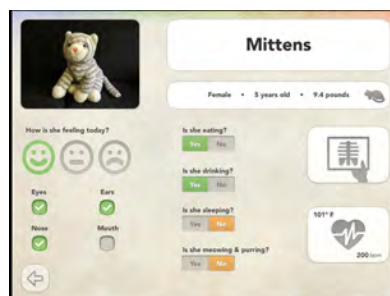 Mittens
Female • 5 years old • 9.4 pounds
How is she feeling today?
Eyes
Ears
Nose
Mouth
Is she eating?
Yes No
Is she drinking?
Yes No
Is she sleeping?
Yes No
Is she meowing & purring?
Yes No
101° F
200 bpm